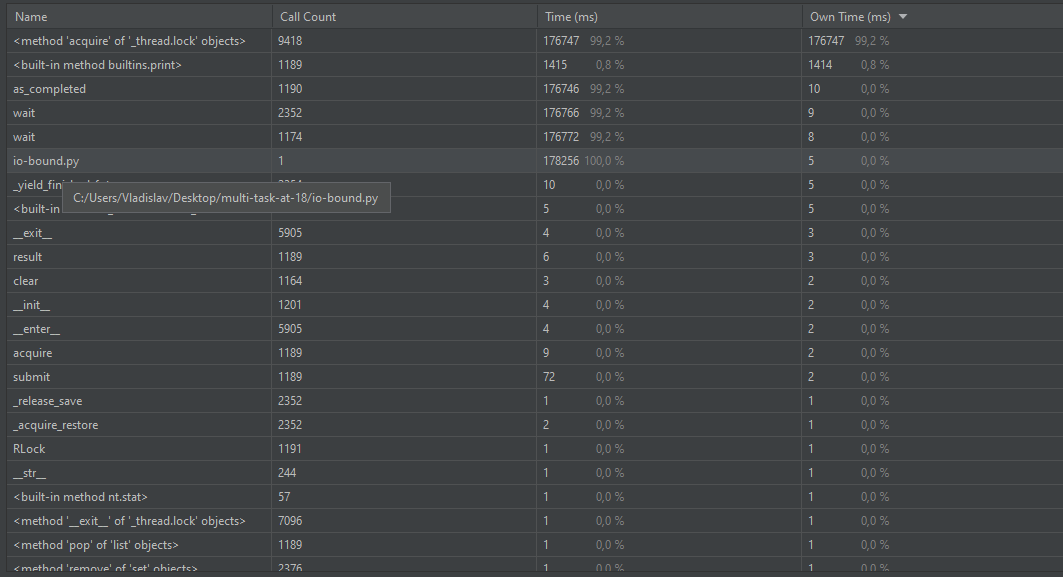 Name Call Count Time (ms) Own Time (ms)
<method 'acquire' of '_thread.lock' objects> 9418 176747 99,2 % 176747 99,2 %
<built-in method builtins.print> 1189 1415 0,8 % 1414 0,8 %
as_completed 1190 176746 99,2 % 10 0,0 %
wait 2352 176766 99,2 % 9 0,0 %
wait 1174 176772 99,2 % 8 0,0 %
io-bound.py 1 178256 100,0 % 5 0,0 %
10 0,0 % 5 0,0 %
C:/Users/Vladislav/Desktop/multi-task-at-18/io-bound.py
<built-in 5 0,0 % 5 0,0 %
__exit__ 5905 4 0,0 % 3 0,0 %
result 1189 6 0,0 % 3 0,0 %
clear 1164 3 0,0 % 2 0,0 %
__init__ 1201 4 0,0 % 2 0,0 %
__enter__ 5905 4 0,0 % 2 0,0 %
acquire 1189 9 0,0 % 2 0,0 %
submit 1189 72 0,0 % 2 0,0 %
_release_save 2352 1 0,0 % 1 0,0 %
_acquire_restore 2352 2 0,0 % 1 0,0 %
RLock 1191 1 0,0 % 1 0,0 %
__str__ 244 1 0,0 % 1 0,0 %
<built-in method nt.stat> 57 1 0,0 % 1 0,0 %
<method '__exit__' of '_thread.lock' objects> 7096 1 0,0 % 1 0,0 %
<method 'pop' of 'list' objects> 1189 1 0,0 % 1 0,0 %
<method 'remove' of 'set' objects> 2376 1 0,0 % 1 0,0 %